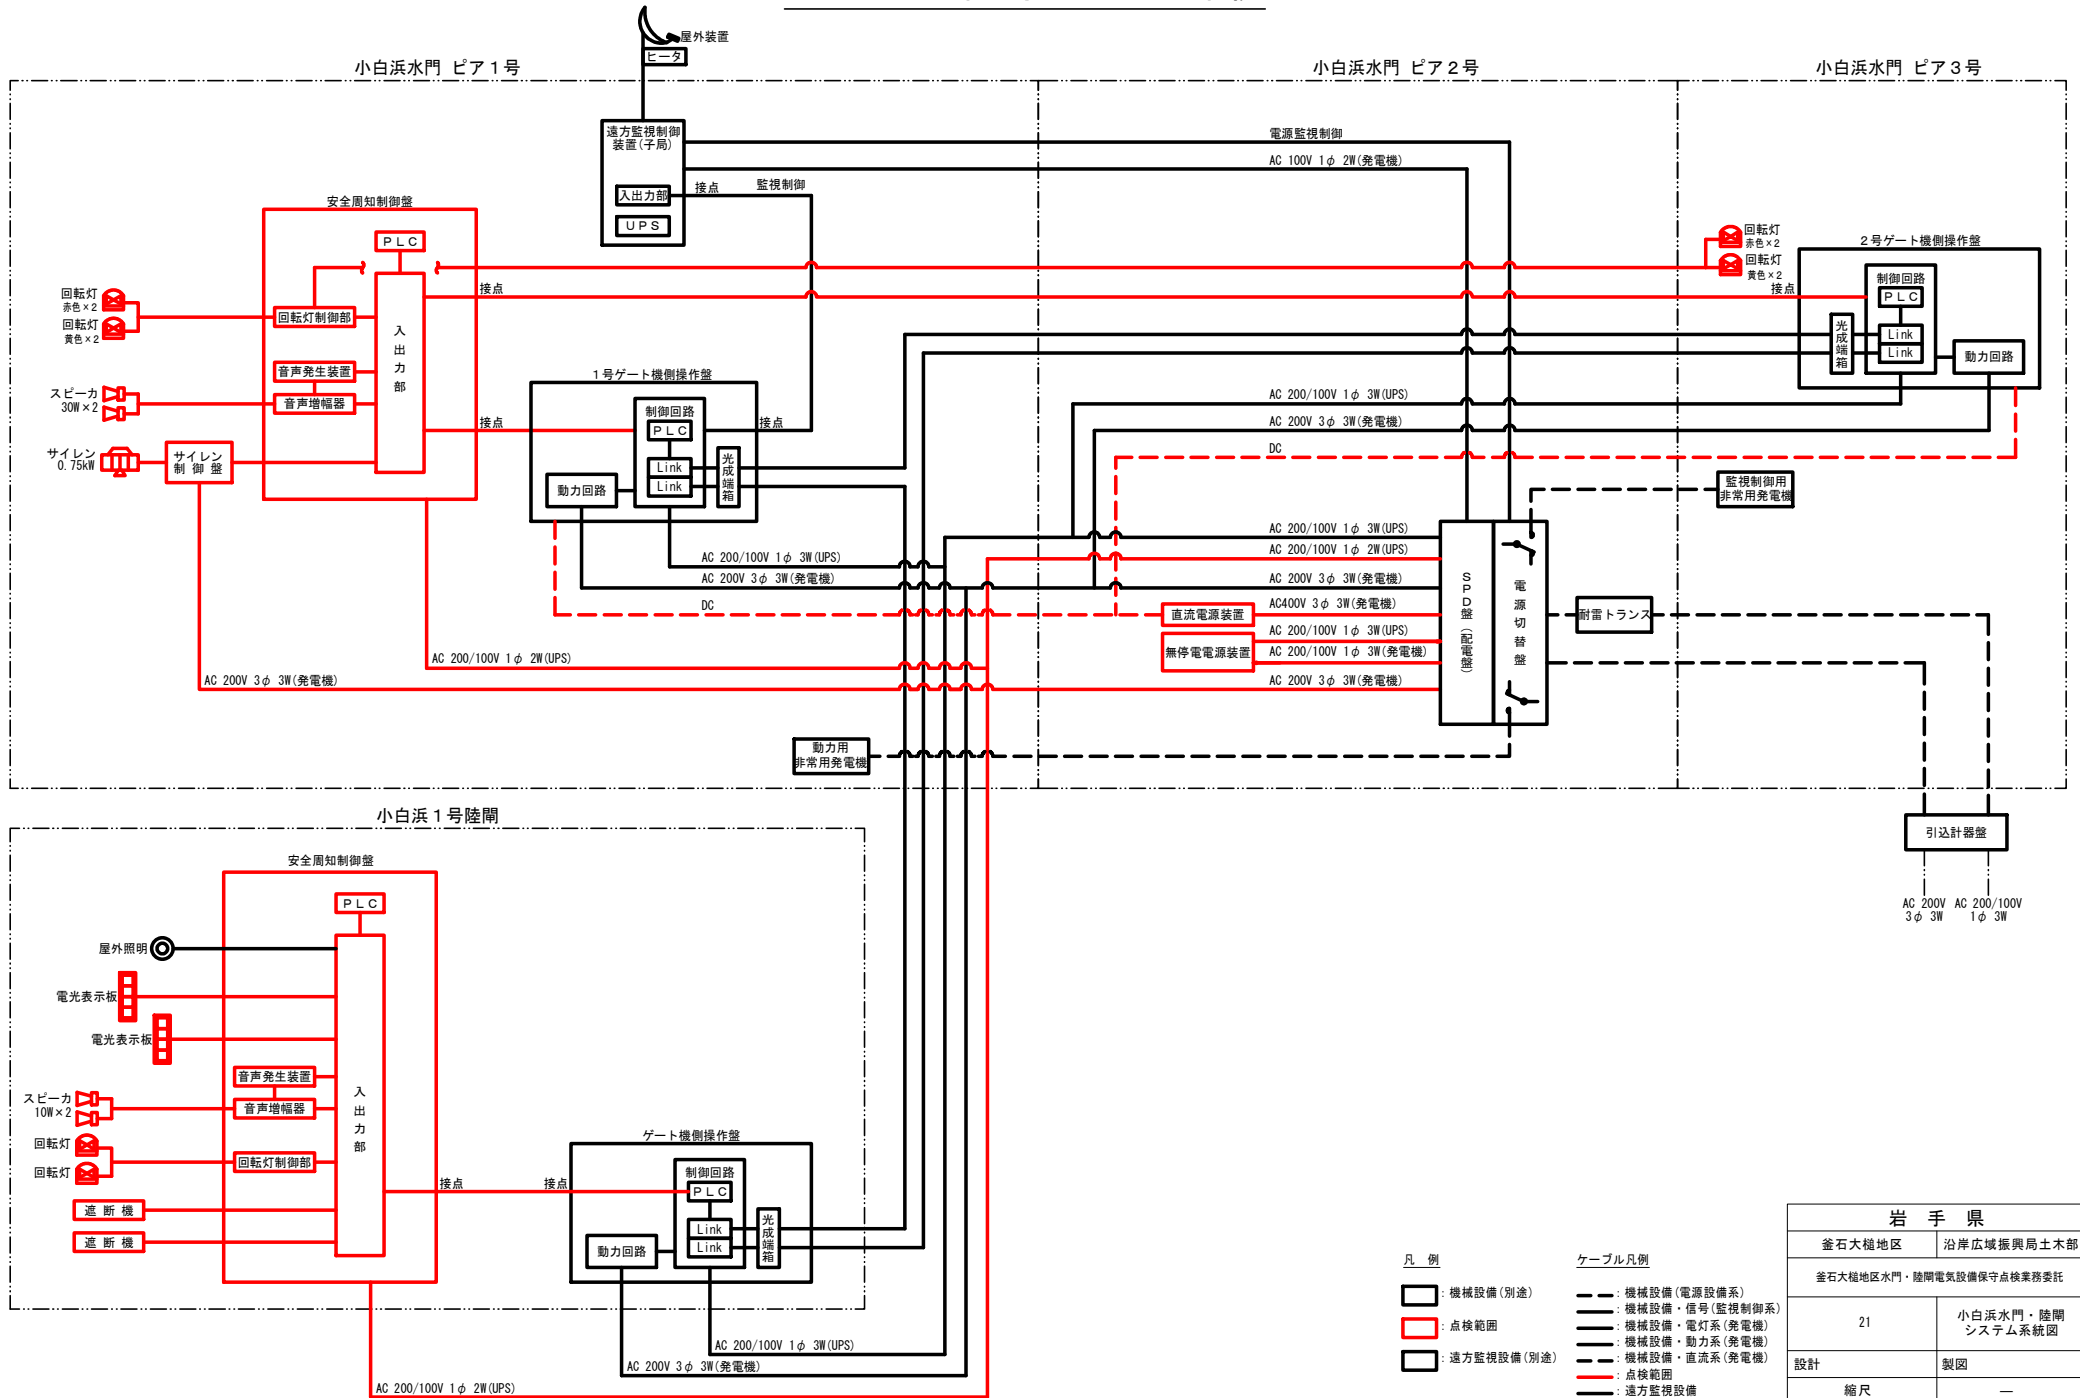 屋外装置
ヒータ
小白浜水門 ピア１号
小白浜水門 ピア２号
小白浜水門 ピア３号
遠方監視制御
装置(子局)
入出力部
ＵＰＳ
接点
監視制御
電源監視制御
AC 100V 1φ 2W(発電機)
安全周知制御盤
ＰＬＣ
入出力部
回転灯
赤色×2
回転灯
黄色×2
回転灯制御部
音声発生装置
音声増幅器
スピーカ
30W×2
サイレン
0.75kW
サイレン
制御盤
接点
接点
１号ゲート機側操作盤
制御回路
ＰＬＣ
Link
Link
動力回路
光成端箱
接点
回転灯
赤色×2
回転灯
黄色×2
２号ゲート機側操作盤
制御回路
接点
ＰＬＣ
Link
Link
光成端箱
動力回路
AC 200/100V 1φ 3W(UPS)
AC 200V 3φ 3W(発電機)
DC
監視制御用
非常用発電機
AC 200/100V 1φ 3W(UPS)
AC 200V 3φ 3W(発電機)
DC
AC 200/100V 1φ 3W(UPS)
AC 200/100V 1φ 2W(UPS)
AC 200V 3φ 3W(発電機)
直流電源装置
AC400V 3φ 3W(発電機)
無停電電源装置
AC 200/100V 1φ 3W(UPS)
AC 200/100V 1φ 3W(発電機)
AC 200V 3φ 3W(発電機)
ＳＰＤ盤（配電盤）
電源切替盤
耐雷トランス
AC 200/100V 1φ 2W(UPS)
AC 200V 3φ 3W(発電機)
動力用
非常用発電機
引込計器盤
AC 200V
3φ 3W
AC 200/100V
1φ 3W
小白浜１号陸閘
安全周知制御盤
ＰＬＣ
入出力部
屋外照明
電光表示板
電光表示板
音声発生装置
音声増幅器
スピーカ
10W×2
回転灯
回転灯
回転灯制御部
遮断機
遮断機
接点
接点
ゲート機側操作盤
制御回路
ＰＬＣ
Link
Link
動力回路
光成端箱
AC 200/100V 1φ 3W(UPS)
AC 200V 3φ 3W(発電機)
AC 200/100V 1φ 2W(UPS)
凡 例
：機械設備(別途)
：点検範囲
：遠方監視設備(別途)
ケーブル凡例
：機械設備(電源設備系)
：機械設備・信号(監視制御系)
：機械設備・電灯系(発電機)
：機械設備・動力系(発電機)
：機械設備・直流系(発電機)
：点検範囲
：遠方監視設備
岩 手 県
釜石大槌地区
沿岸広域振興局土木部
釜石大槌地区水門・陸閘電気設備保守点検業務委託
21
小白浜水門・陸閘
システム系統図
設計
製図
縮尺
―